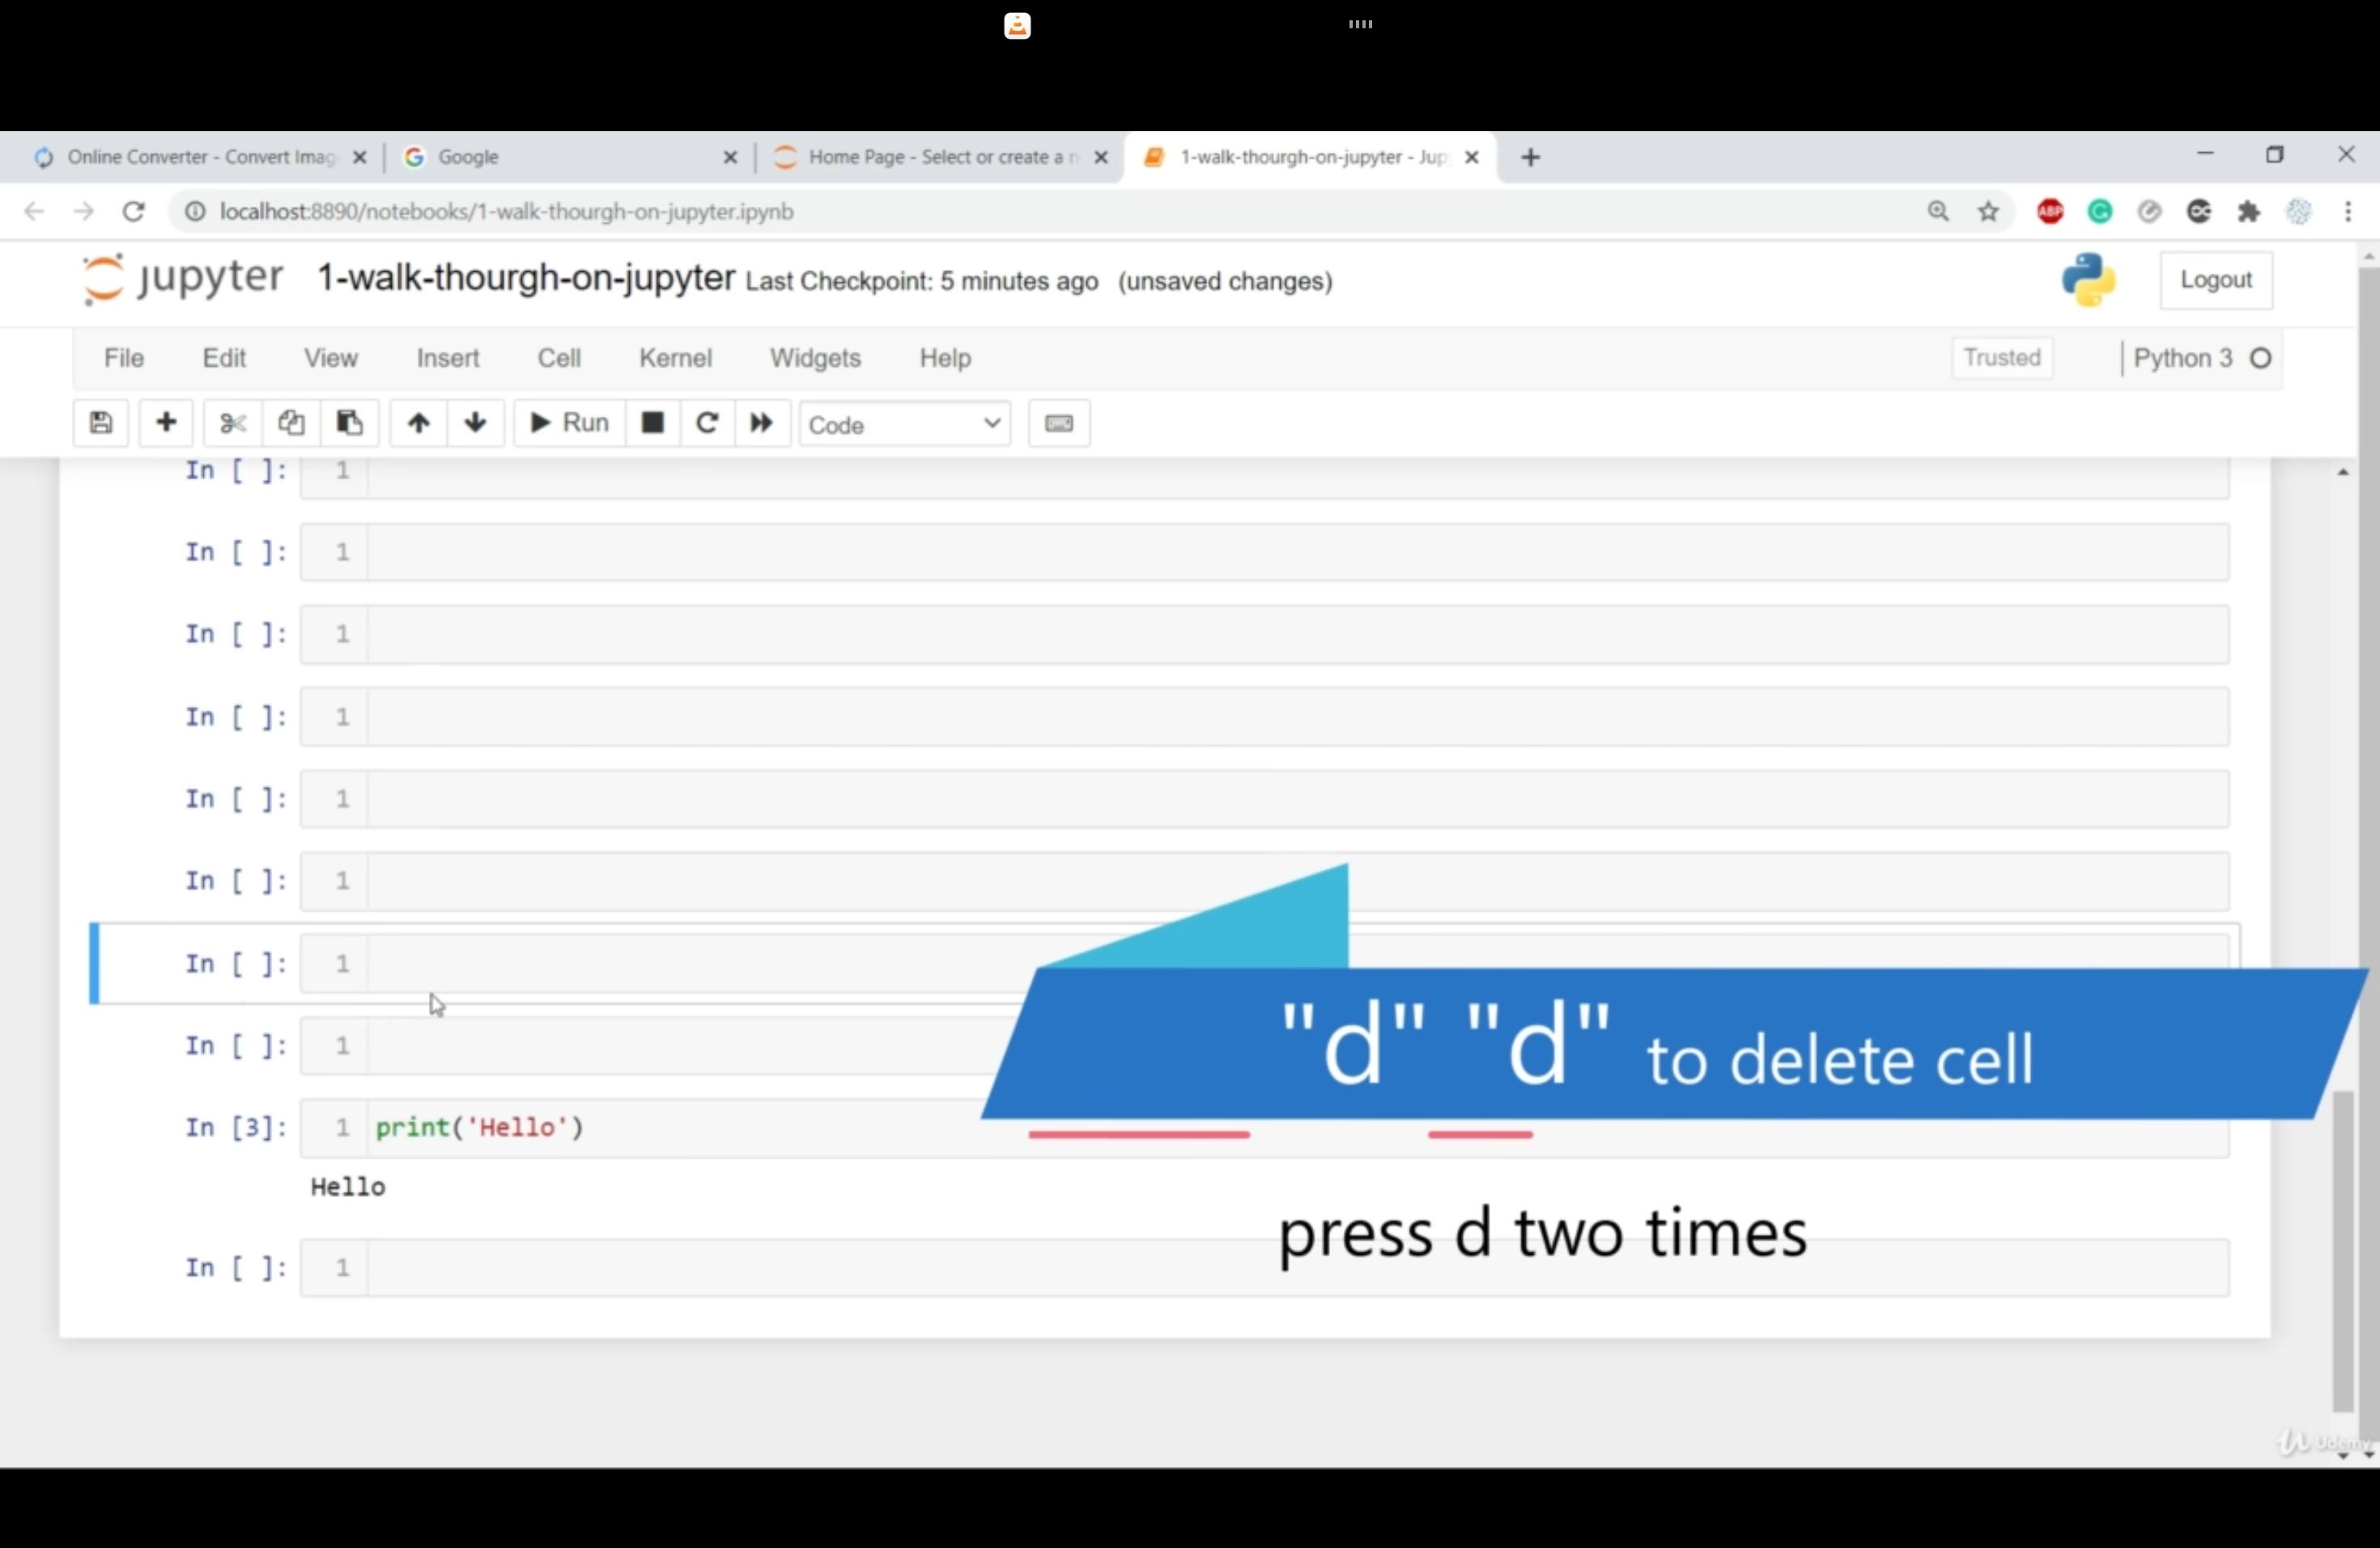 Online Converter - Convert Imag
Google
Home Page - Select or create a n
1-walk-thourgh-on-jupyter - Jup
localhost:8890/notebooks/1-walk-thourgh-on-jupyter.ipynb
ABP
jupyter 1-walk-thourgh-on-jupyter Last Checkpoint: 5 minutes ago (unsaved changes)
Logout
File Edit View Insert Cell Kernel Widgets Help
Trusted
Python 3
Run
Code
In [ ]: 1
In [ ]: 1
In [ ]: 1
In [ ]: 1
In [ ]: 1
In [ ]: 1
In [ ]: 1
"d" "d" to delete cell
In [ ]: 1
In [3]: 1 print('Hello')
Hello
press d two times
In [ ]: 1
Udemy